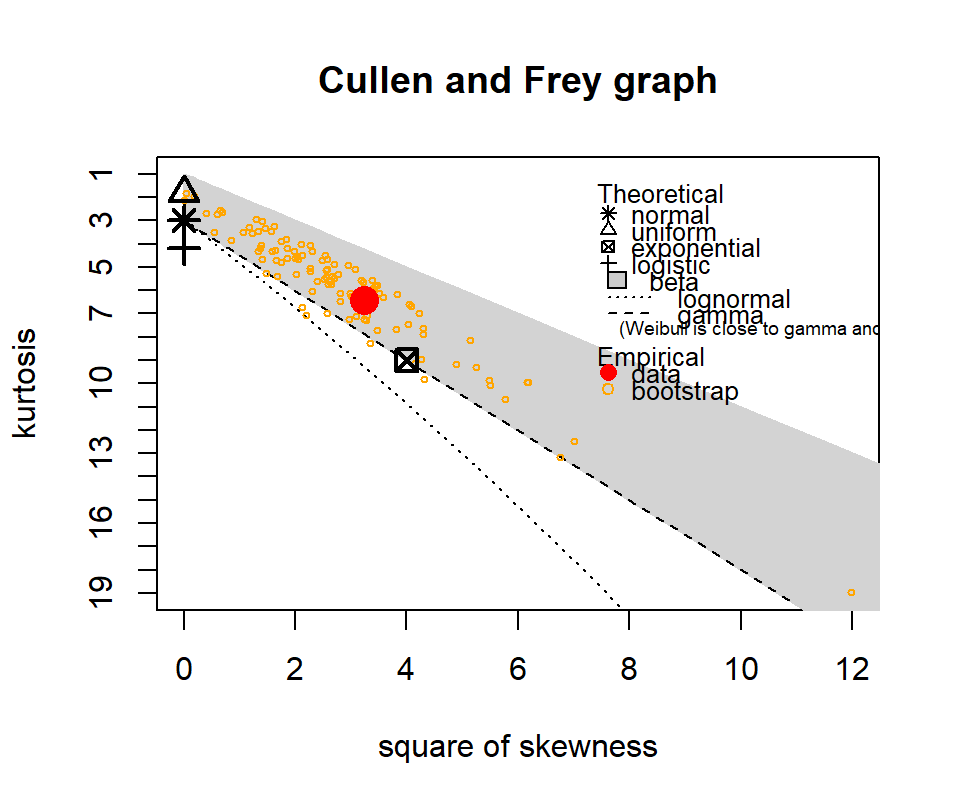 Cullen and Frey graph
Theoretical
normal
uniform
exponential
logistic
beta
lognormal
gamma
(Weibull is close to gamma and
Empirical
data
bootstrap
kurtosis
1
3
5
7
10
13
16
19
0 2 4 6 8 10 12
square of skewness